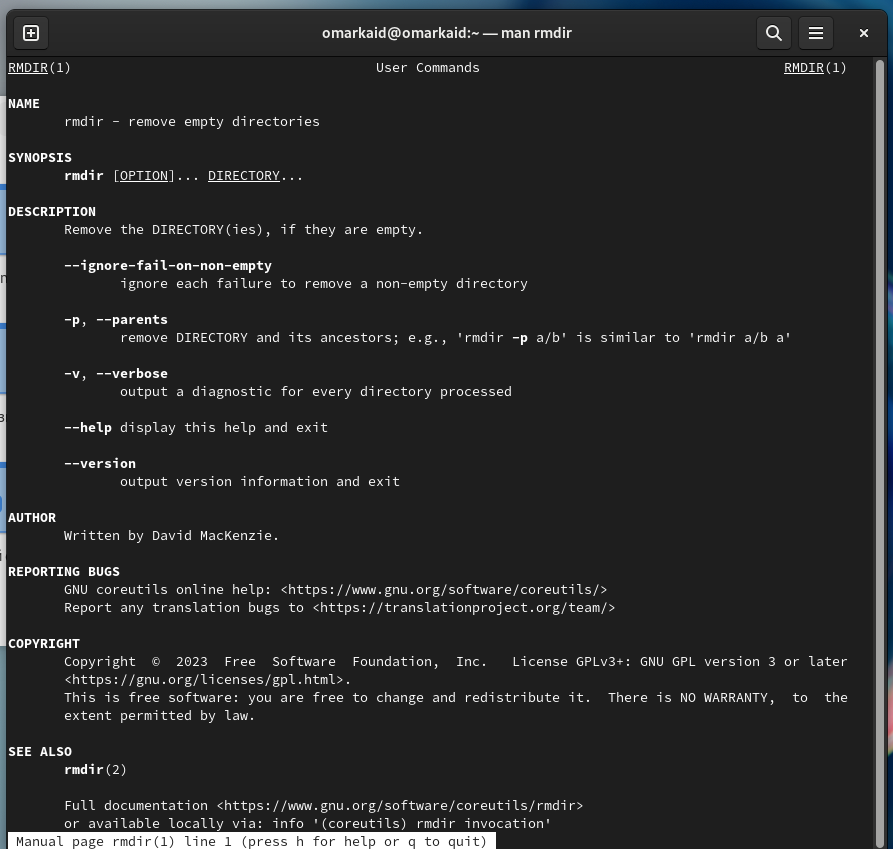 omarkaid@omarkaid:~ — man rmdir
RMDIR(1) User Commands RMDIR(1)
NAME
rmdir - remove empty directories
SYNOPSIS
rmdir [OPTION]... DIRECTORY...
DESCRIPTION
Remove the DIRECTORY(ies), if they are empty.
--ignore-fail-on-non-empty
ignore each failure to remove a non-empty directory
-p, --parents
remove DIRECTORY and its ancestors; e.g., 'rmdir -p a/b' is similar to 'rmdir a/b a'
-v, --verbose
output a diagnostic for every directory processed
--help display this help and exit
--version
output version information and exit
AUTHOR
Written by David MacKenzie.
REPORTING BUGS
GNU coreutils online help: <https://www.gnu.org/software/coreutils/>
Report any translation bugs to <https://translationproject.org/team/>
COPYRIGHT
Copyright © 2023 Free Software Foundation, Inc. License GPLv3+: GNU GPL version 3 or later
<https://gnu.org/licenses/gpl.html>.
This is free software: you are free to change and redistribute it. There is NO WARRANTY, to the
extent permitted by law.
SEE ALSO
rmdir(2)
Full documentation <https://www.gnu.org/software/coreutils/rmdir>
or available locally via: info '(coreutils) rmdir invocation'
Manual page rmdir(1) line 1 (press h for help or q to quit)